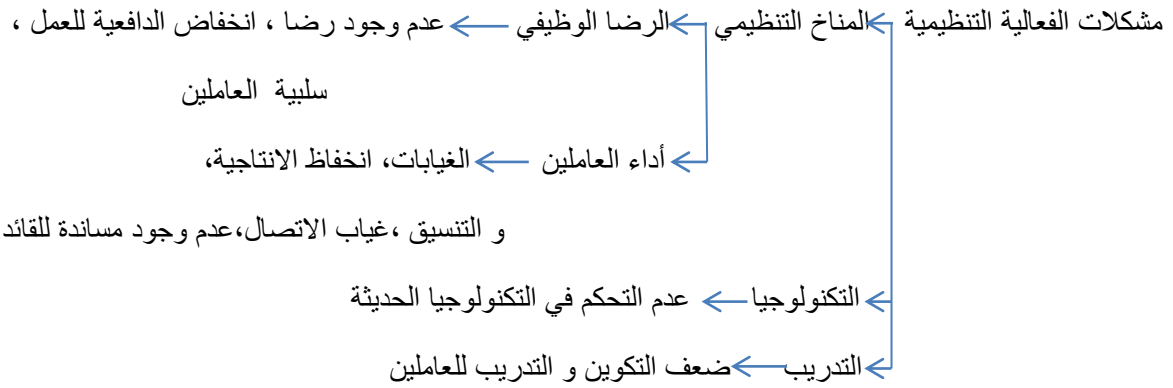 مشكلات الفعالية التنظيمية المناخ التنظيمي الرضا الوظيفي عدم وجود رضا ، انخفاض الدافعية للعمل ،
سلبية العاملين
أداء العاملين الغيابات، انخفاظ الانتاجية،
و التنسيق ،غياب الاتصال،عدم وجود مساندة للقائد
التكنولوجيا عدم التحكم في التكنولوجيا الحديثة
التدريب ضعف التكوين و التدريب للعاملين